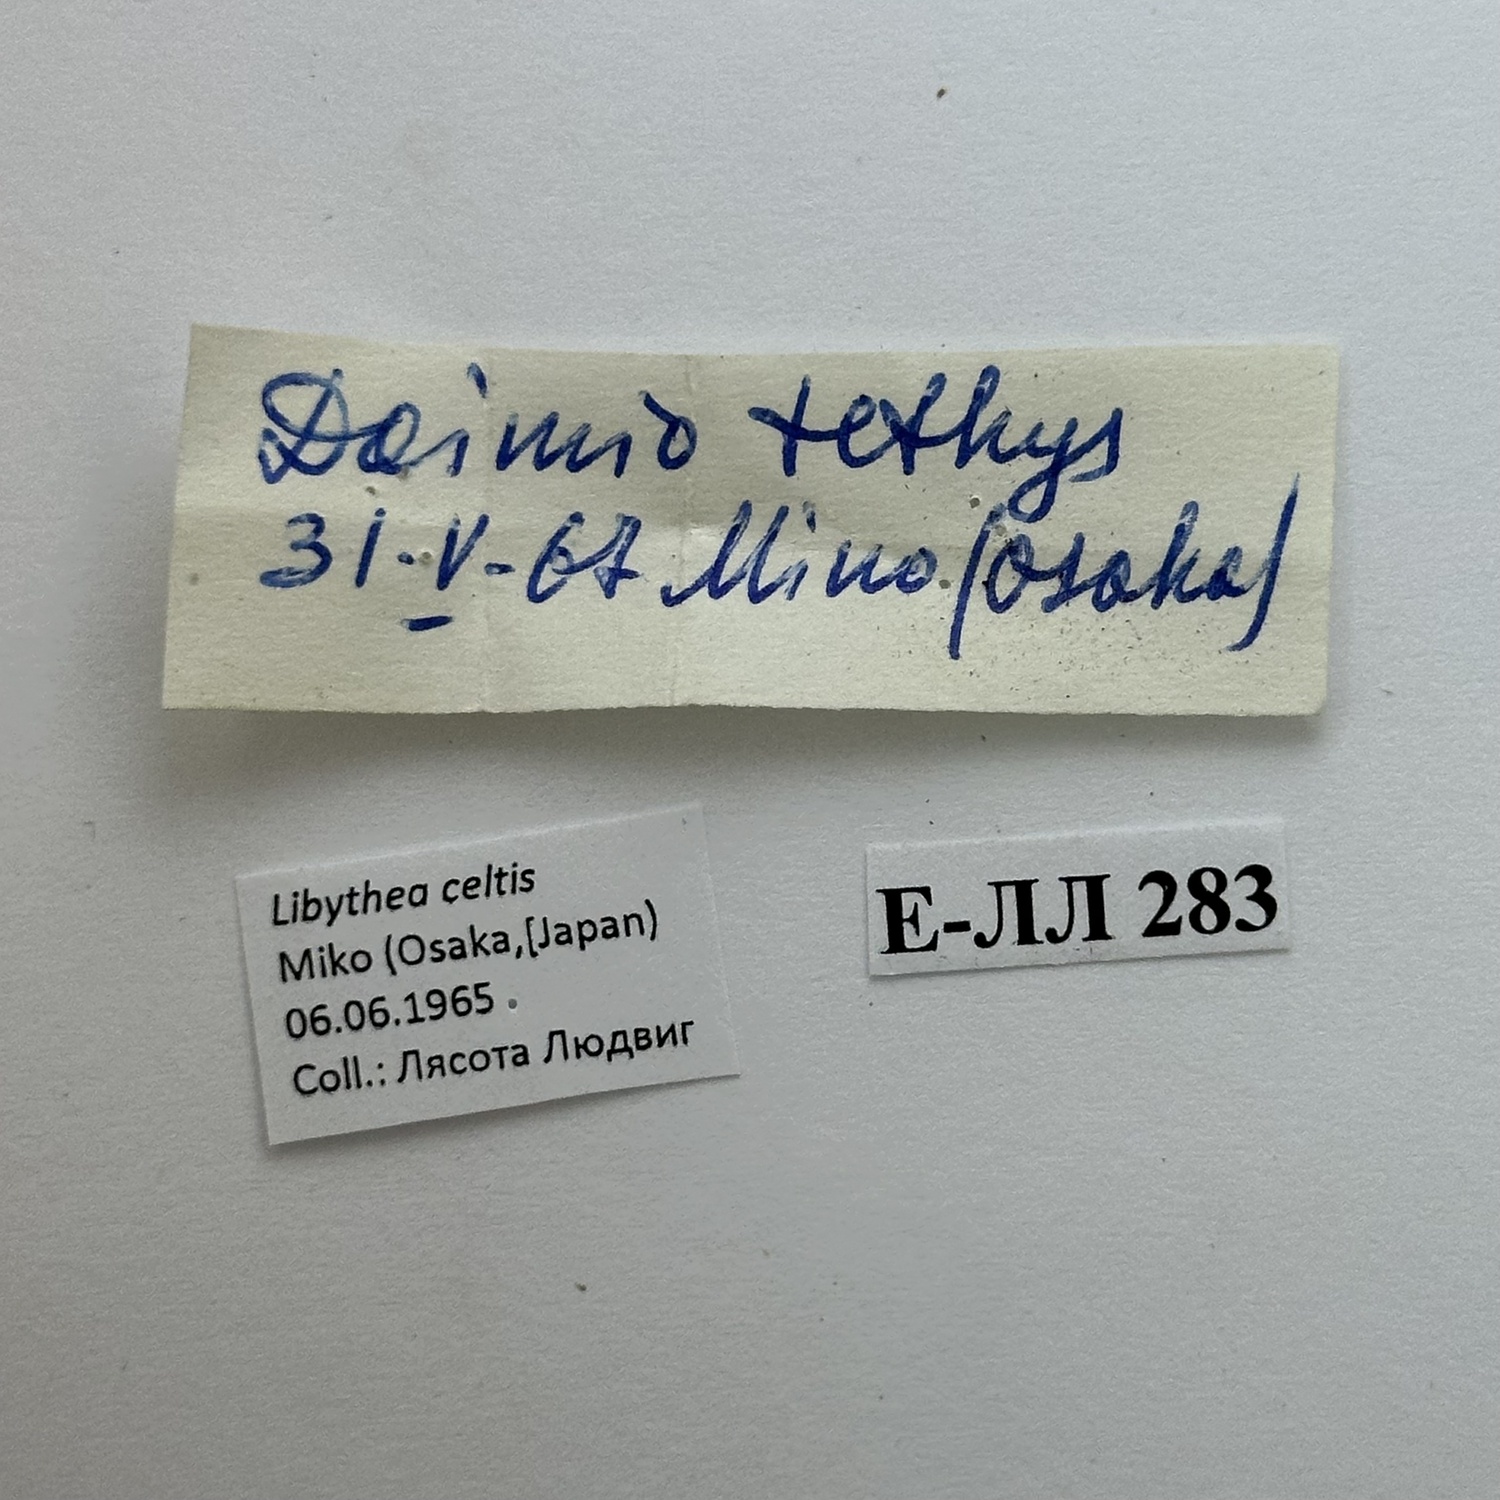 Daimio tethys
31-V-67 Mino (Osaka)
Libythea celtis
Miko (Osaka,[Japan)
06.06.1965
Coll.: Лясота Людвиг
Е-ЛЛ 283